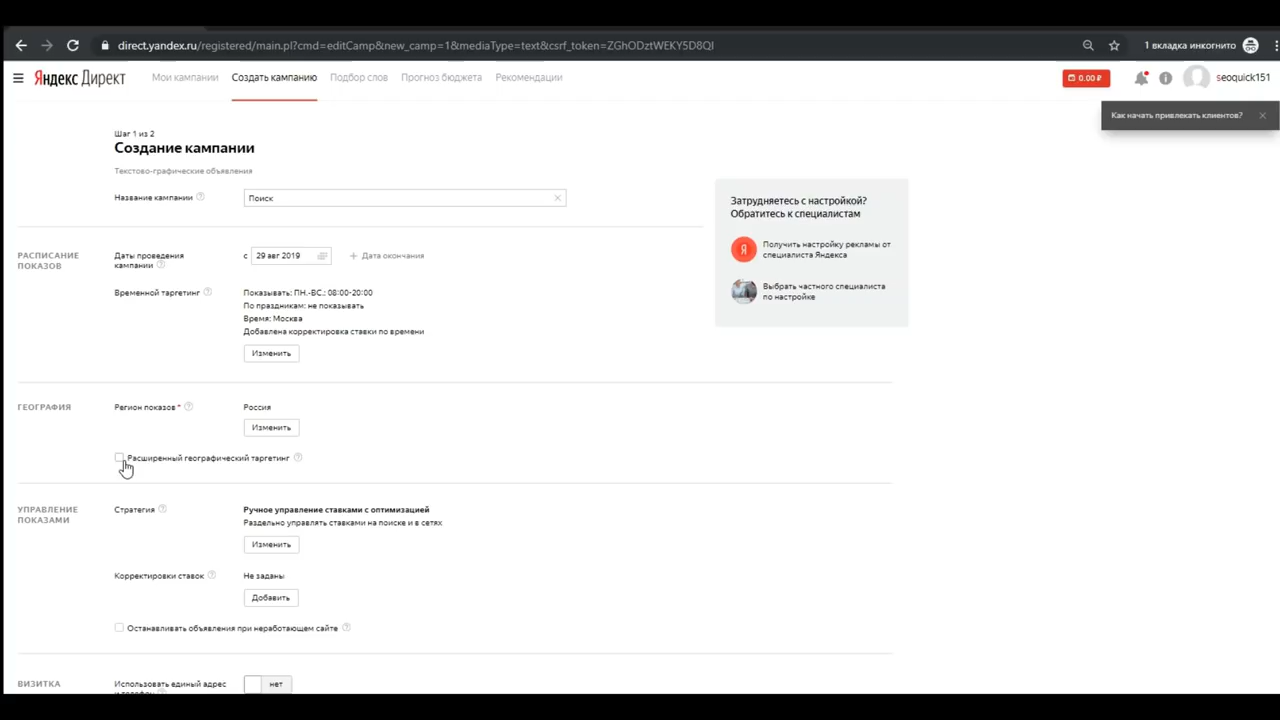 direct.yandex.ru/registered/main.pl?cmd=editCamp&new_camp=1&mediaType=text&csrf_token=ZGhODztWEKY5D8QI
1 вкладка инкогнито
Яндекс Директ
Мои кампании
Создать кампанию
Подбор слов
Прогноз бюджета
Рекомендации
0.00 ₽
seoquick151
Как начать привлекать клиентов?
Шаг 1 из 2
Создание кампании
Текстово-графические объявления
Название кампании
Поиск
Затрудняетесь с настройкой?
Обратитесь к специалистам
Получить настройку рекламы от
специалиста Яндекса
Выбрать частного специалиста
по настройке
РАСПИСАНИЕ
ПОКАЗОВ
Даты проведения
кампании
с 29 авг 2019
+ Дата окончания
Временной таргетинг
Показывать: ПН.-ВС.: 08:00-20:00
По праздникам: не показывать
Время: Москва
Добавлена корректировка ставки по времени
Изменить
ГЕОГРАФИЯ
Регион показов *
Россия
Изменить
Расширенный географический таргетинг
УПРАВЛЕНИЕ
ПОКАЗАМИ
Стратегия
Ручное управление ставками с оптимизацией
Раздельно управлять ставками на поиске и в сетях
Изменить
Корректировки ставок
Не заданы
Добавить
Останавливать объявления при неработающем сайте
ВИЗИТКА
Использовать единый адрес
и телефон
нет